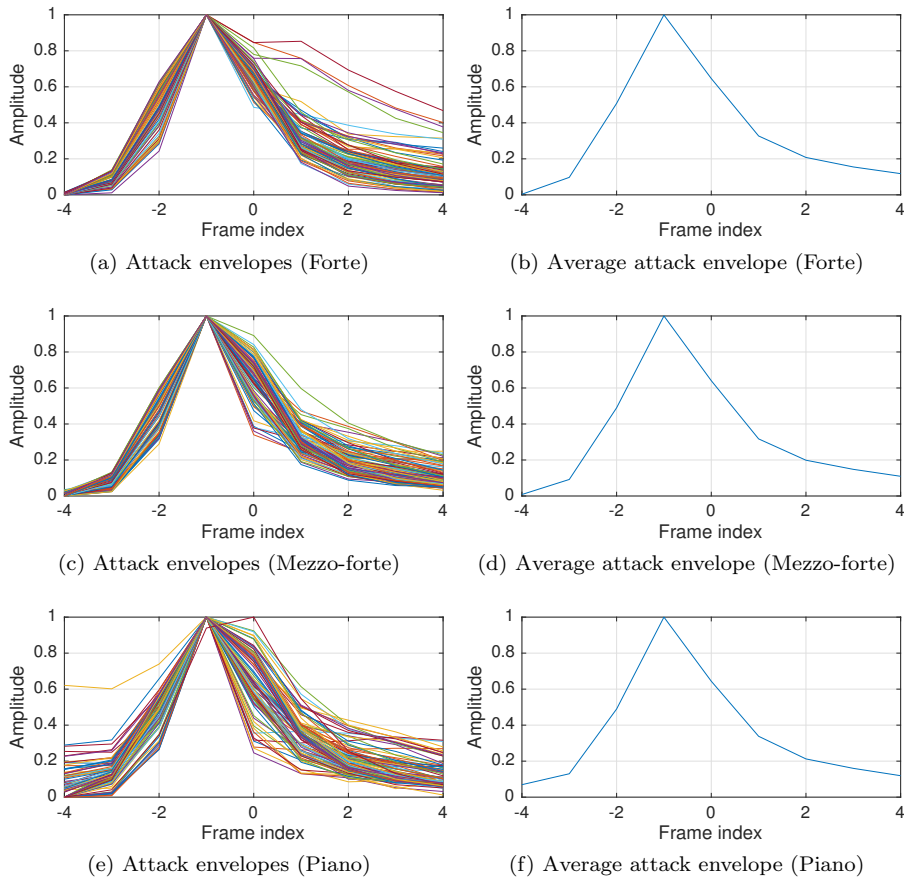 1
0.8
0.6
0.4
0.2
0
-4 -2 0 2 4
Amplitude
Frame index
(a) Attack envelopes (Forte)
1
0.8
0.6
0.4
0.2
0
-4 -2 0 2 4
Amplitude
Frame index
(b) Average attack envelope (Forte)
1
0.8
0.6
0.4
0.2
0
-4 -2 0 2 4
Amplitude
Frame index
(c) Attack envelopes (Mezzo-forte)
1
0.8
0.6
0.4
0.2
0
-4 -2 0 2 4
Amplitude
Frame index
(d) Average attack envelope (Mezzo-forte)
1
0.8
0.6
0.4
0.2
0
-4 -2 0 2 4
Amplitude
Frame index
(e) Attack envelopes (Piano)
1
0.8
0.6
0.4
0.2
0
-4 -2 0 2 4
Amplitude
Frame index
(f) Average attack envelope (Piano)